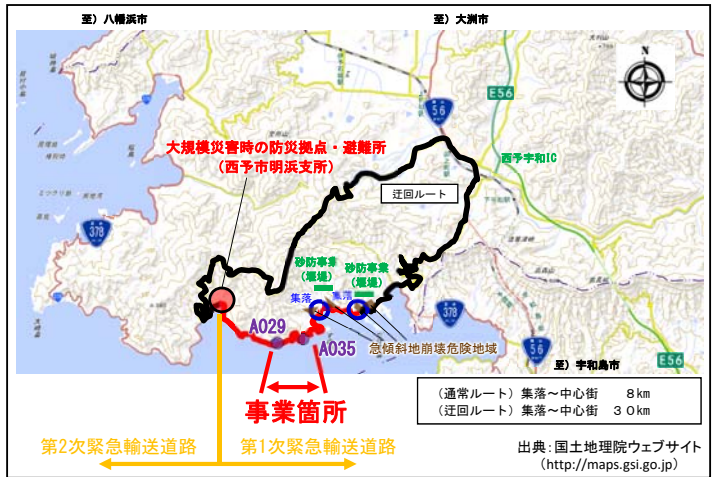 至）八幡浜市
至）大洲市
N
E56
56
大規模災害時の防災拠点・避難所
（西予市明浜支所）
西予宇和IC
迂回ルート
378
砂防事業
（堰堤）
砂防事業
（堰堤）
集落
集落
378
A029
A035
急傾斜地崩壊危険地域
56
E56
至）宇和島市
事業箇所
（通常ルート）集落～中心街　８km
（迂回ルート）集落～中心街　３０km
第2次緊急輸送道路
第1次緊急輸送道路
出典：国土地理院ウェブサイト
（http://maps.gsi.go.jp）